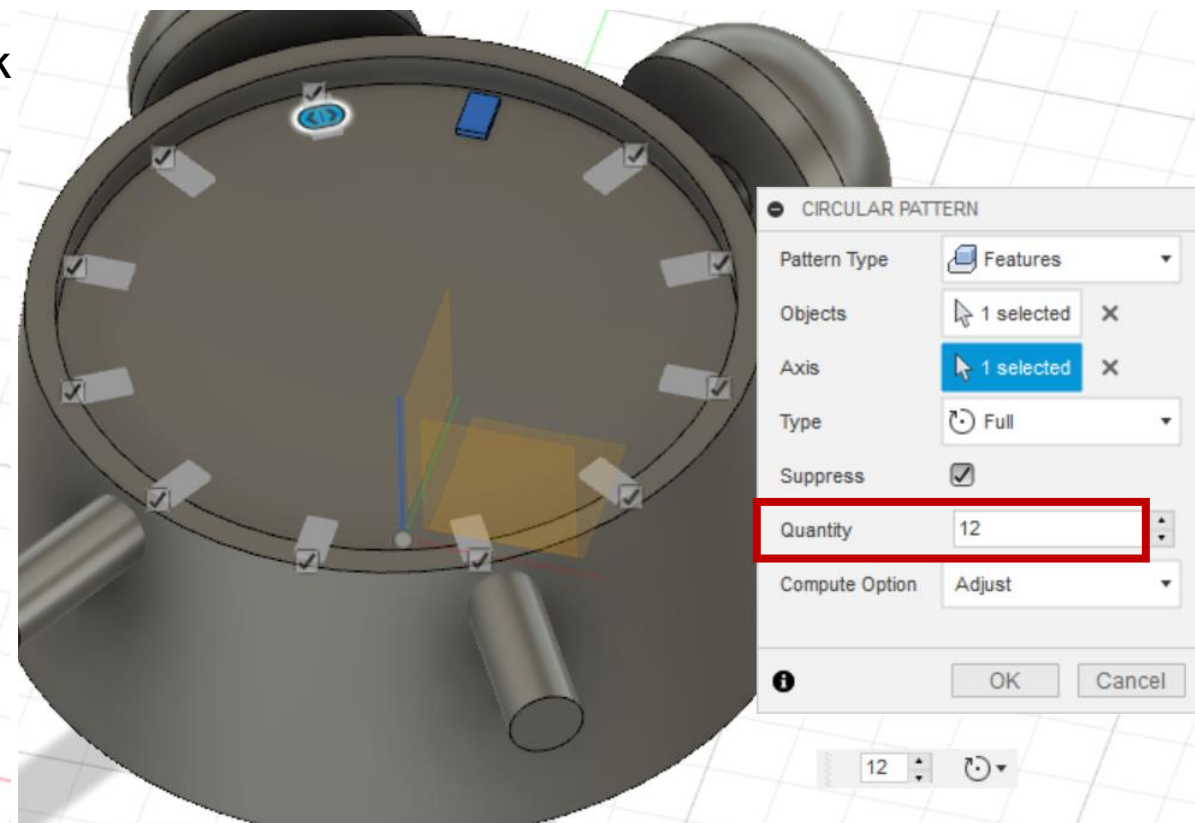 k
CIRCULAR PATTERN
Pattern Type Features
Objects 1 selected
Axis 1 selected
Type Full
Suppress
Quantity 12
Compute Option Adjust
OK Cancel
12